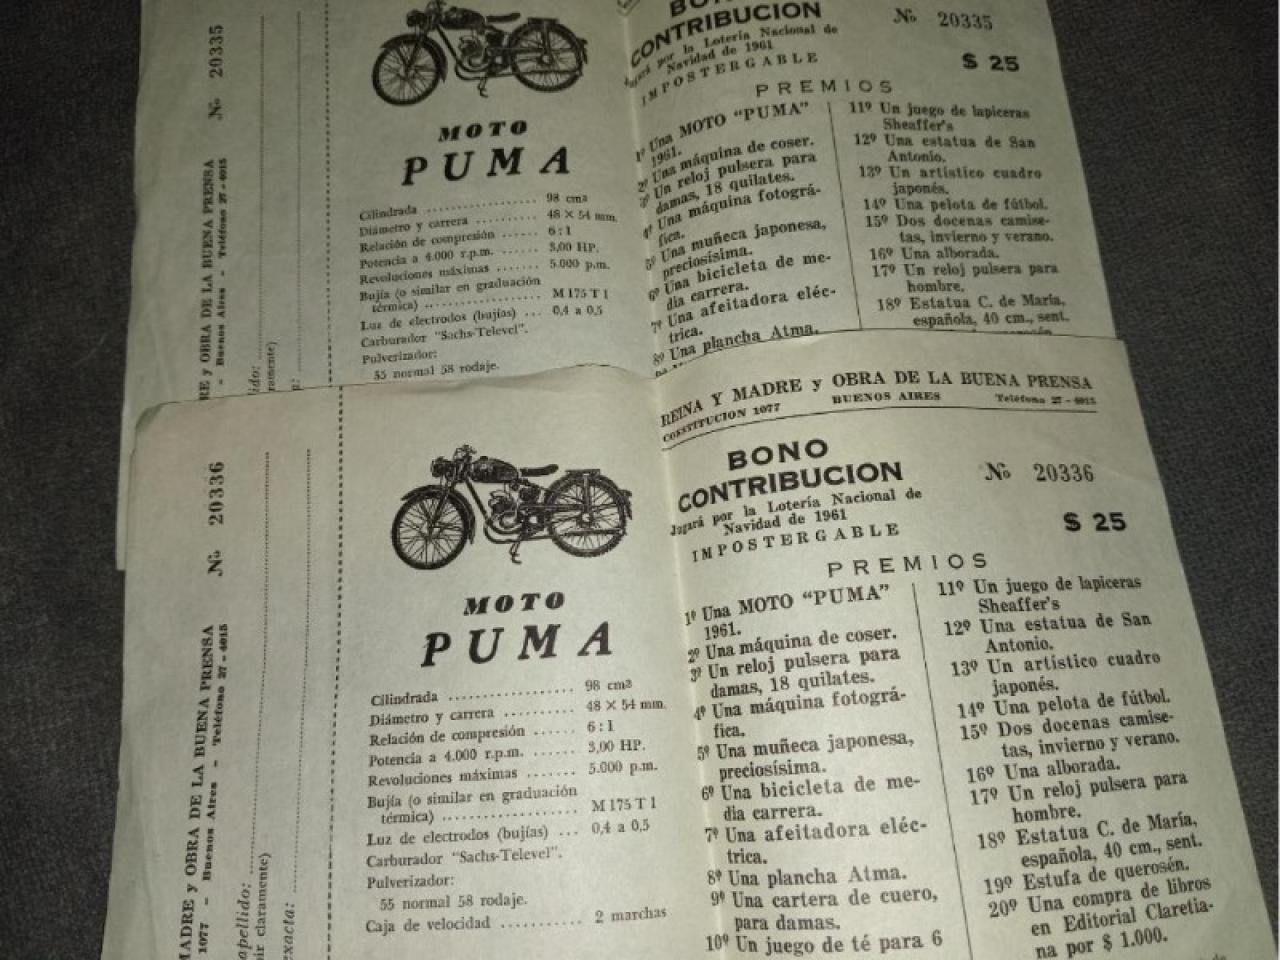 Nº 20335
RE y OBRA DE LA BUENA PRENSA
- Buenos Aires - Teléfono 27-4015
MOTO
PUMA
Cilindrada .................. 98 cm3
Diámetro y carrera .......... 48 × 54 mm.
Relación de compresión ...... 6 : 1
Potencia a 4.000 r.p.m. ...... 3,00 HP.
Revoluciones máximas ....... 5.000 p.m.
Bujía (o similar en graduación
térmica) .................. M 175 T 1
Luz de electrodos (bujías) ... 0,4 a 0,5
Carburador "Sachs-Televel".
Pulverizador:
55 normal 58 rodaje.
CONTRIBUCION
Jugará por la Lotería Nacional de
Navidad de 1961
IMPOSTERGABLE
Nº 20335
$ 25
PREMIOS
1º Una MOTO "PUMA"
1961.
2º Una máquina de coser.
3º Un reloj pulsera para
damas, 18 quilates.
4º Una máquina fotográ-
fica.
5º Una muñeca japonesa,
preciosísima.
6º Una bicicleta de me-
dia carrera.
7º Una afeitadora eléc-
trica.
8º Una plancha Atma.
11º Un juego de lapiceras
Sheaffer's
12º Una estatua de San
Antonio.
13º Un artístico cuadro
japonés.
14º Una pelota de fútbol.
15º Dos docenas camise-
tas, invierno y verano.
16º Una alborada.
17º Un reloj pulsera para
hombre.
18º Estatua C. de María,
española, 40 cm., sent.
Nº 20336
MADRE y OBRA DE LA BUENA PRENSA
1077 - Buenos Aires - Teléfono 27-4015
apellido:
claramente)
exacta:
MOTO
PUMA
Cilindrada .................. 98 cm3
Diámetro y carrera .......... 48 × 54 mm.
Relación de compresión ...... 6 : 1
Potencia a 4.000 r.p.m. ...... 3,00 HP.
Revoluciones máximas ....... 5.000 p.m.
Bujía (o similar en graduación
térmica) .................. M 175 T 1
Luz de electrodos (bujías) ... 0,4 a 0,5
Carburador "Sachs-Televel".
Pulverizador:
55 normal 58 rodaje.
Caja de velocidad ........... 2 marchas
REINA Y MADRE y OBRA DE LA BUENA PRENSA
CONSTITUCION 1077 BUENOS AIRES Teléfono 27-4015
BONO
CONTRIBUCION
Jugará por la Lotería Nacional de
Navidad de 1961
IMPOSTERGABLE
Nº 20336
$ 25
PREMIOS
1º Una MOTO "PUMA"
1961.
2º Una máquina de coser.
3º Un reloj pulsera para
damas, 18 quilates.
4º Una máquina fotográ-
fica.
5º Una muñeca japonesa,
preciosísima.
6º Una bicicleta de me-
dia carrera.
7º Una afeitadora eléc-
trica.
8º Una plancha Atma.
9º Una cartera de cuero,
para damas.
10º Un juego de té para 6
11º Un juego de lapiceras
Sheaffer's
12º Una estatua de San
Antonio.
13º Un artístico cuadro
japonés.
14º Una pelota de fútbol.
15º Dos docenas camise-
tas, invierno y verano.
16º Una alborada.
17º Un reloj pulsera para
hombre.
18º Estatua C. de María,
española, 40 cm., sent.
19º Estufa de querosén.
20º Una compra de libros
en Editorial Claretia-
na por $ 1.000.